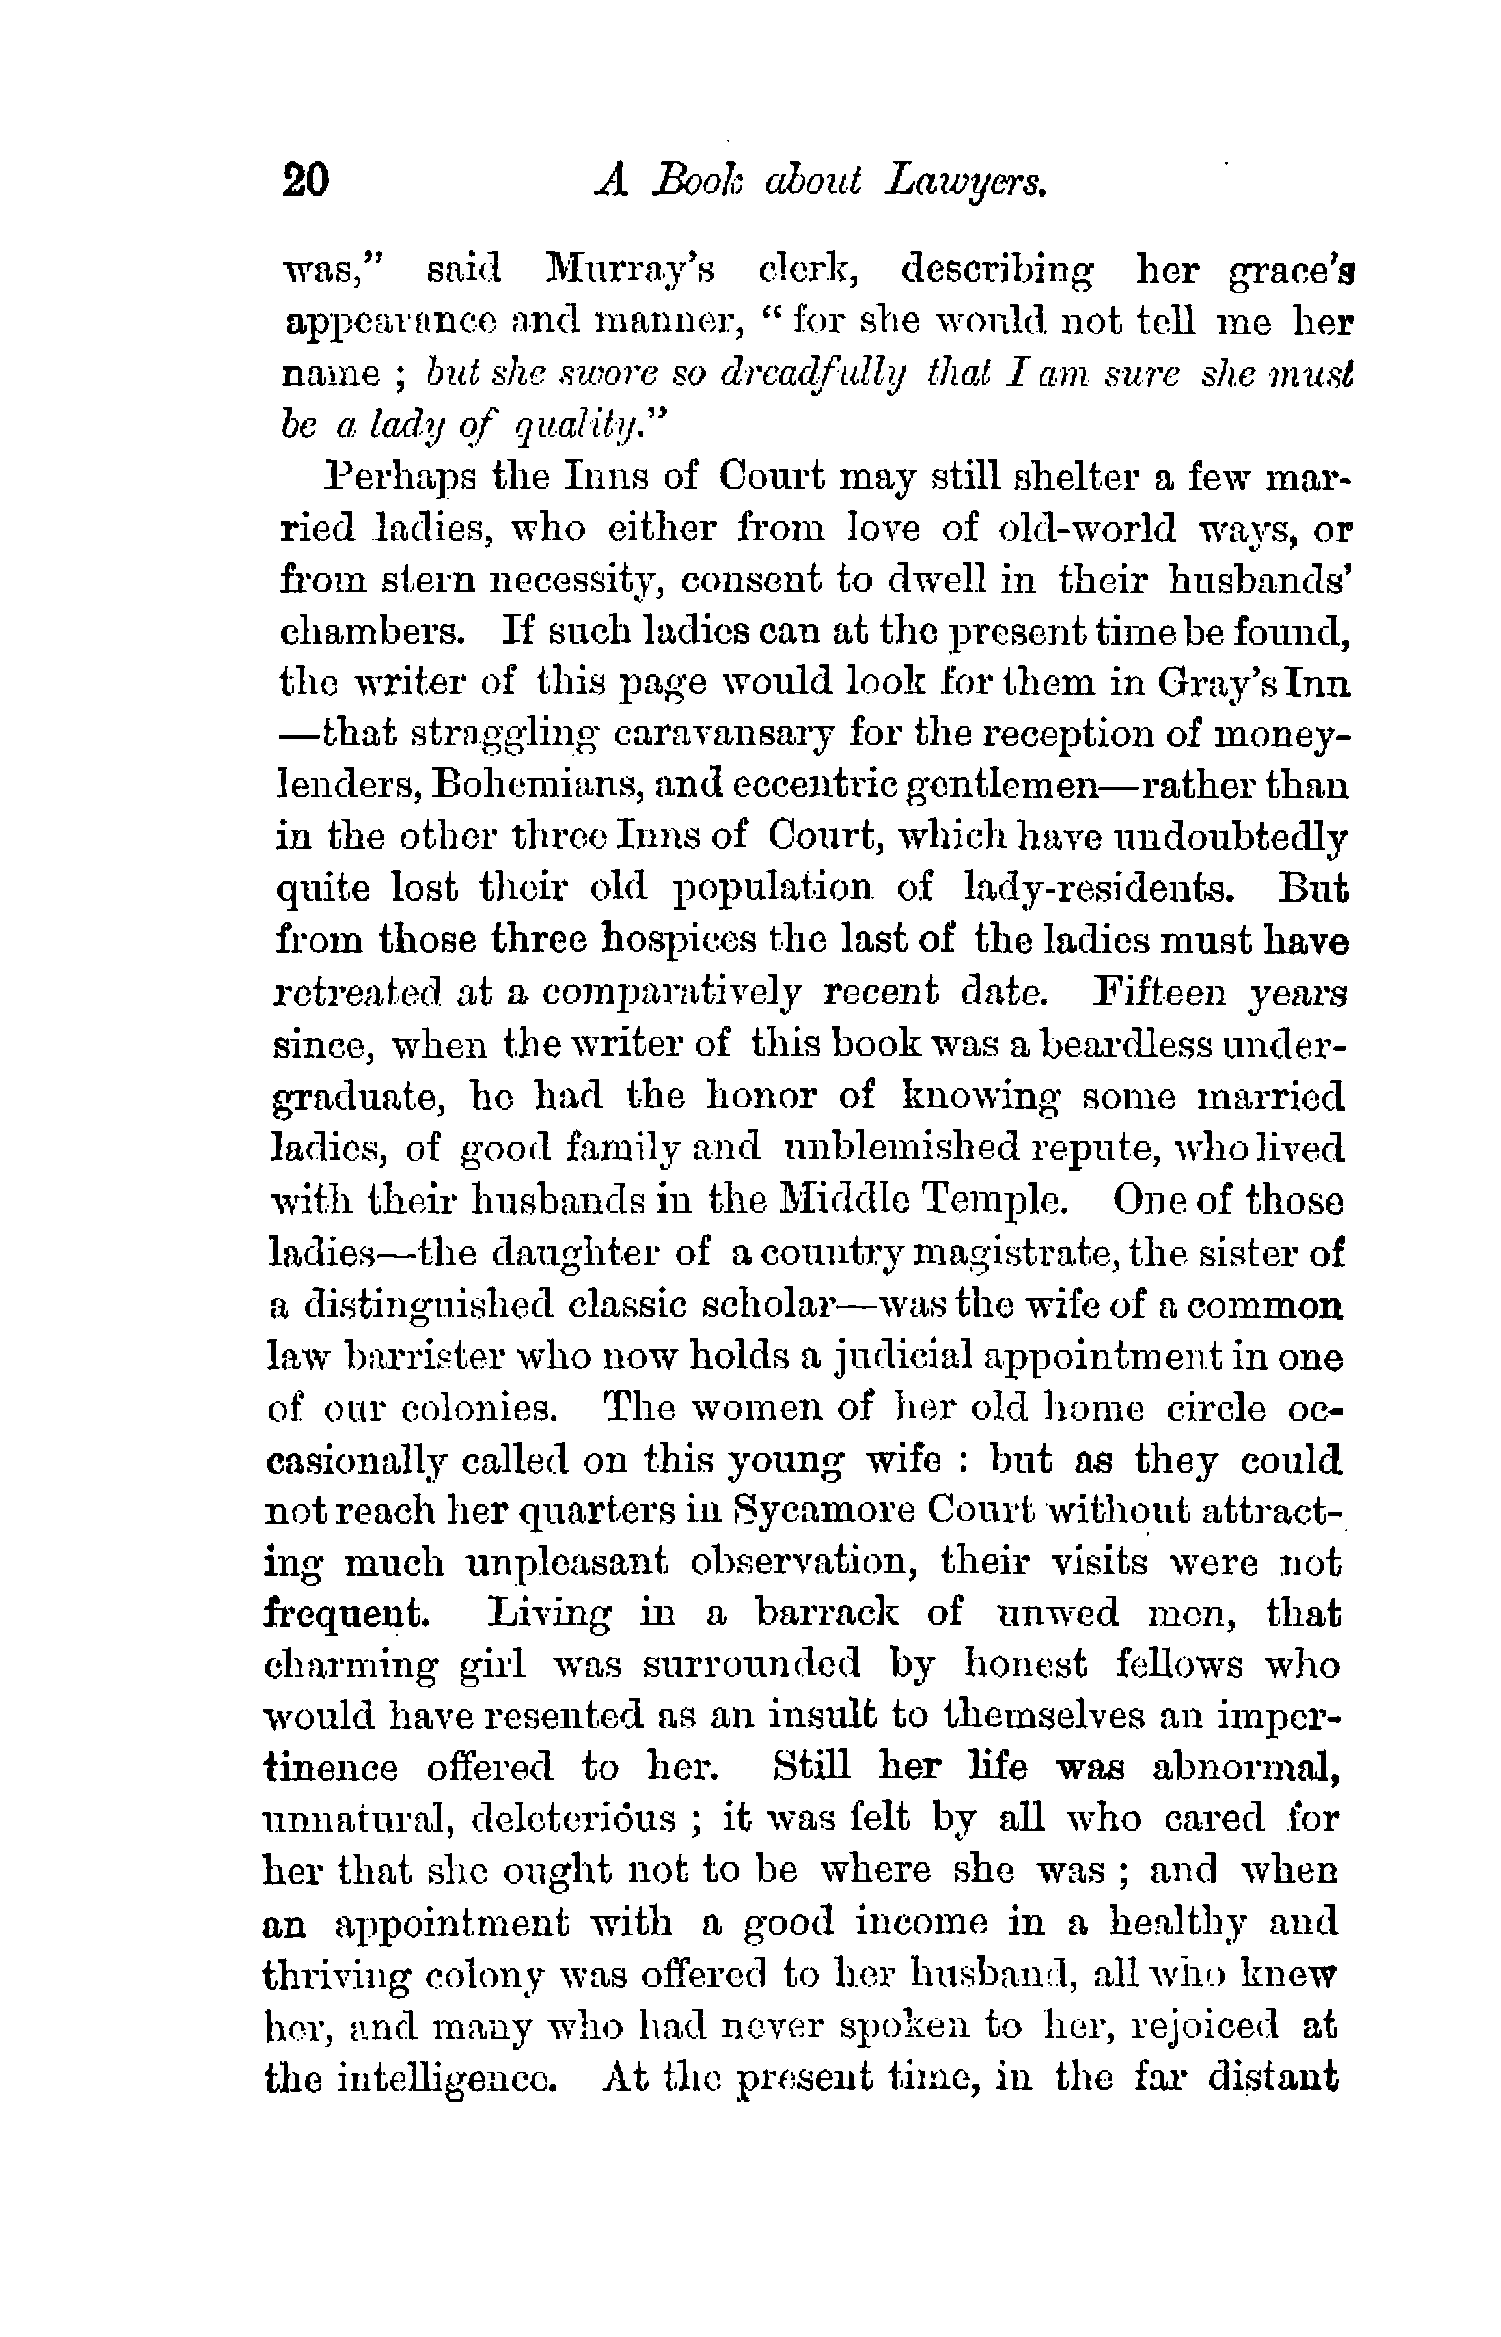 20 A Book about Lawyers.
was," said Murray's clerk, describing her grace's
appearance and manner, " for she would not tell me her
name ; but she swore so dreadfully that I am sure she must
be a lady of quality."
Perhaps the Inns of Court may still shelter a few mar-
ried ladies, who either from love of old-world ways, or
from stern necessity, consent to dwell in their husbands'
chambers. If such ladies can at the present time be found,
the writer of this page would look for them in Gray's Inn
—that straggling caravansary for the reception of money-
lenders, Bohemians, and eccentric gentlemen—rather than
in the other three Inns of Court, which have undoubtedly
quite lost their old population of lady-residents. But
from those three hospices the last of the ladies must have
retreated at a comparatively recent date. Fifteen years
since, when the writer of this book was a beardless under-
graduate, he had the honor of knowing some married
ladies, of good family and unblemished repute, who lived
with their husbands in the Middle Temple. One of those
ladies—the daughter of a country magistrate, the sister of
a distinguished classic scholar—was the wife of a common
law barrister who now holds a judicial appointment in one
of our colonies. The women of her old home circle oc-
casionally called on this young wife : but as they could
not reach her quarters in Sycamore Court without attract-
ing much unpleasant observation, their visits were not
frequent. Living in a barrack of unwed men, that
charming girl was surrounded by honest fellows who
would have resented as an insult to themselves an imper-
tinence offered to her. Still her life was abnormal,
unnatural, deleterious ; it was felt by all who cared for
her that she ought not to be where she was ; and when
an appointment with a good income in a healthy and
thriving colony was offered to her husband, all who knew
her, and many who had never spoken to her, rejoiced at
the intelligence. At the present time, in the far distant